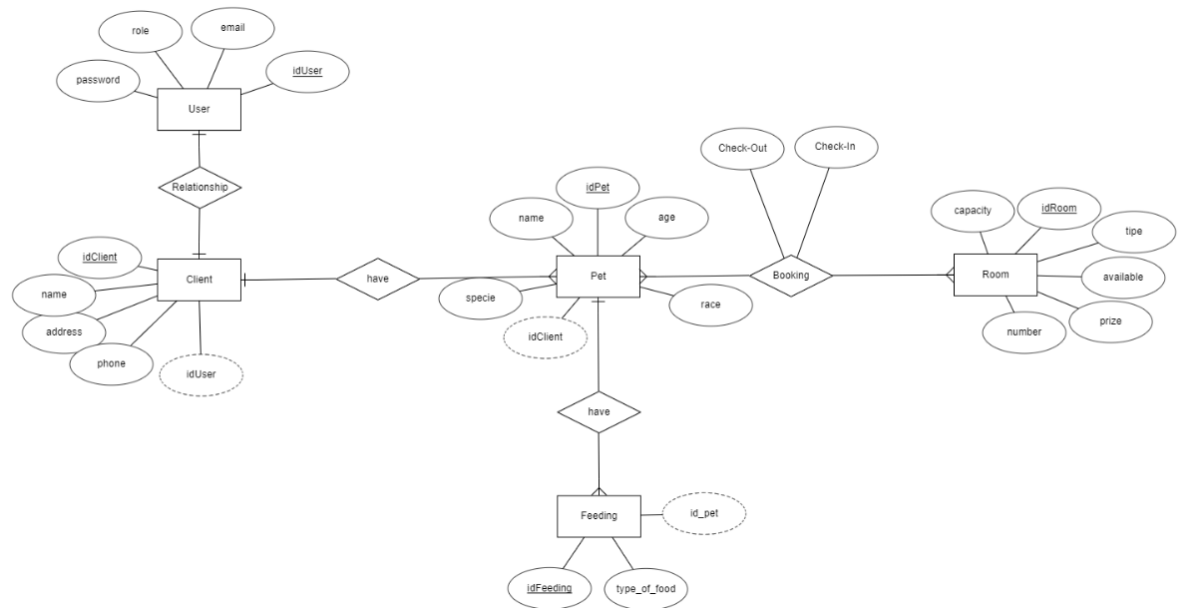 role
email
password
idUser
User
Relationship
idClient
Client
name
address
phone
idUser
have
idPet
name
age
Pet
specie
race
idClient
Check-Out
Check-In
Booking
capacity
idRoom
tipe
Room
available
number
prize
have
Feeding
id_pet
idFeeding
type_of_food